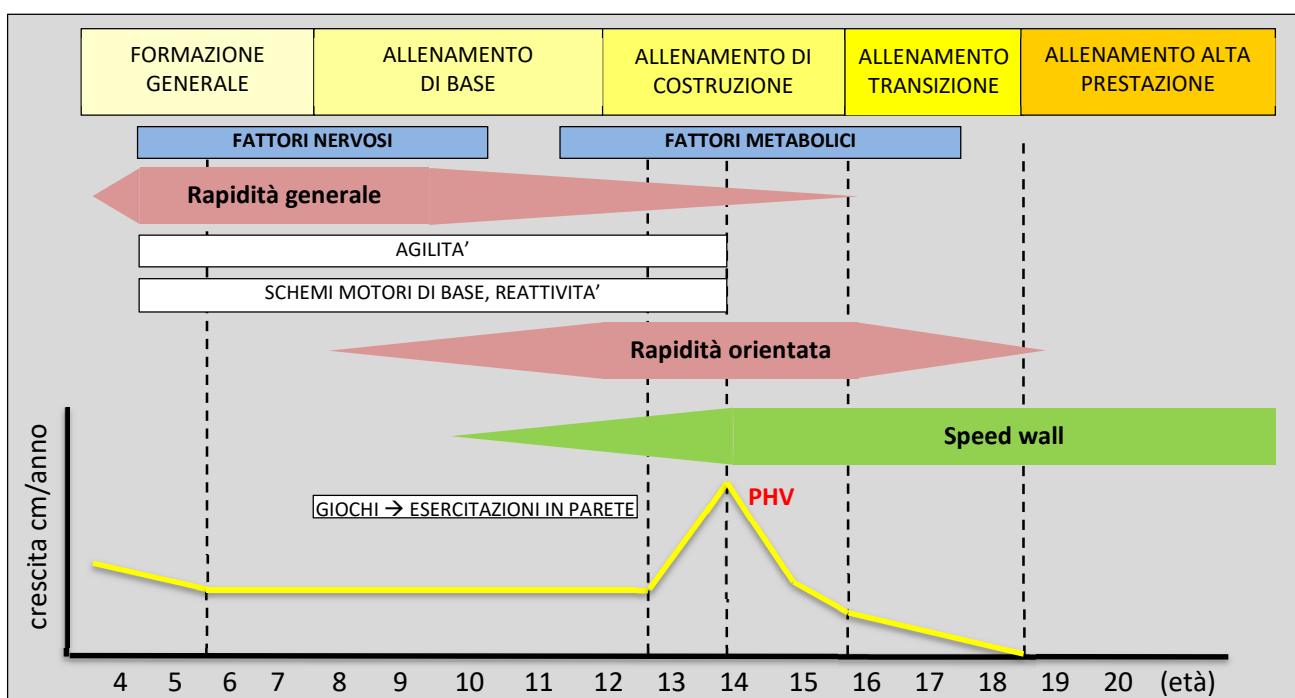 FORMAZIONE
GENERALE
ALLENAMENTO
DI BASE
ALLENAMENTO DI
COSTRUZIONE
ALLENAMENTO
TRANSIZIONE
ALLENAMENTO ALTA
PRESTAZIONE
FATTORI NERVOSI
FATTORI METABOLICI
Rapidità generale
AGILITA’
SCHEMI MOTORI DI BASE, REATTIVITA’
Rapidità orientata
Speed wall
GIOCHI → ESERCITAZIONI IN PARETE
PHV
crescita cm/anno
4 5 6 7 8 9 10 11 12 13 14 15 16 17 18 19 20 (età)